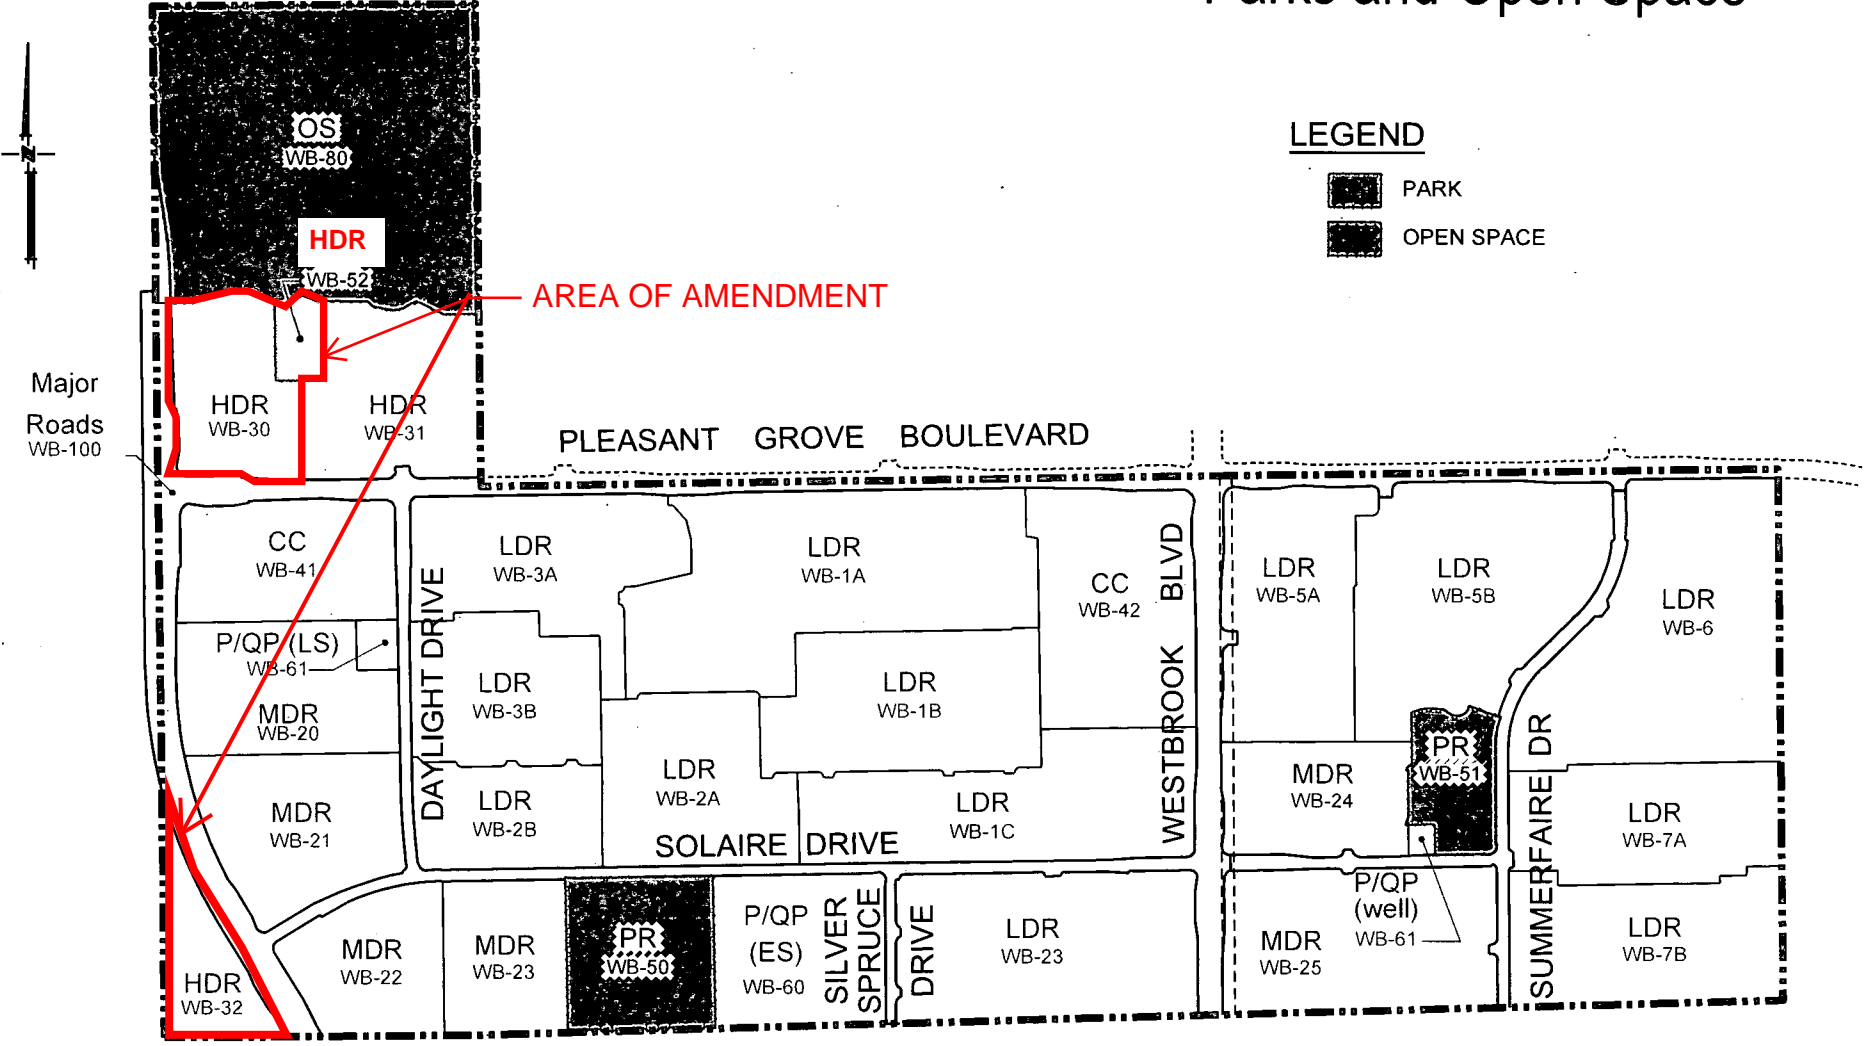 Parks and Open Space
OS
WB-80
LEGEND
PARK
OPEN SPACE
HDR
WB-52
AREA OF AMENDMENT
Major
Roads
WB-100
HDR
WB-30
HDR
WB-31
PLEASANT GROVE BOULEVARD
CC
WB-41
LDR
WB-3A
LDR
WB-1A
CC
WB-42
WESTBROOK BLVD
LDR
WB-5A
LDR
WB-5B
LDR
WB-6
P/QP (LS)
WB-61
DAYLIGHT DRIVE
LDR
WB-3B
LDR
WB-1B
MDR
WB-20
PR
WB-51
SUMMERFAIRE DR
MDR
WB-21
LDR
WB-2B
LDR
WB-2A
LDR
WB-1C
MDR
WB-24
LDR
WB-7A
SOLAIRE DRIVE
P/QP
(well)
WB-61
HDR
WB-32
MDR
WB-22
MDR
WB-23
PR
WB-50
P/QP
(ES)
WB-60
SILVER
SPRUCE
DRIVE
LDR
WB-23
MDR
WB-25
LDR
WB-7B
N